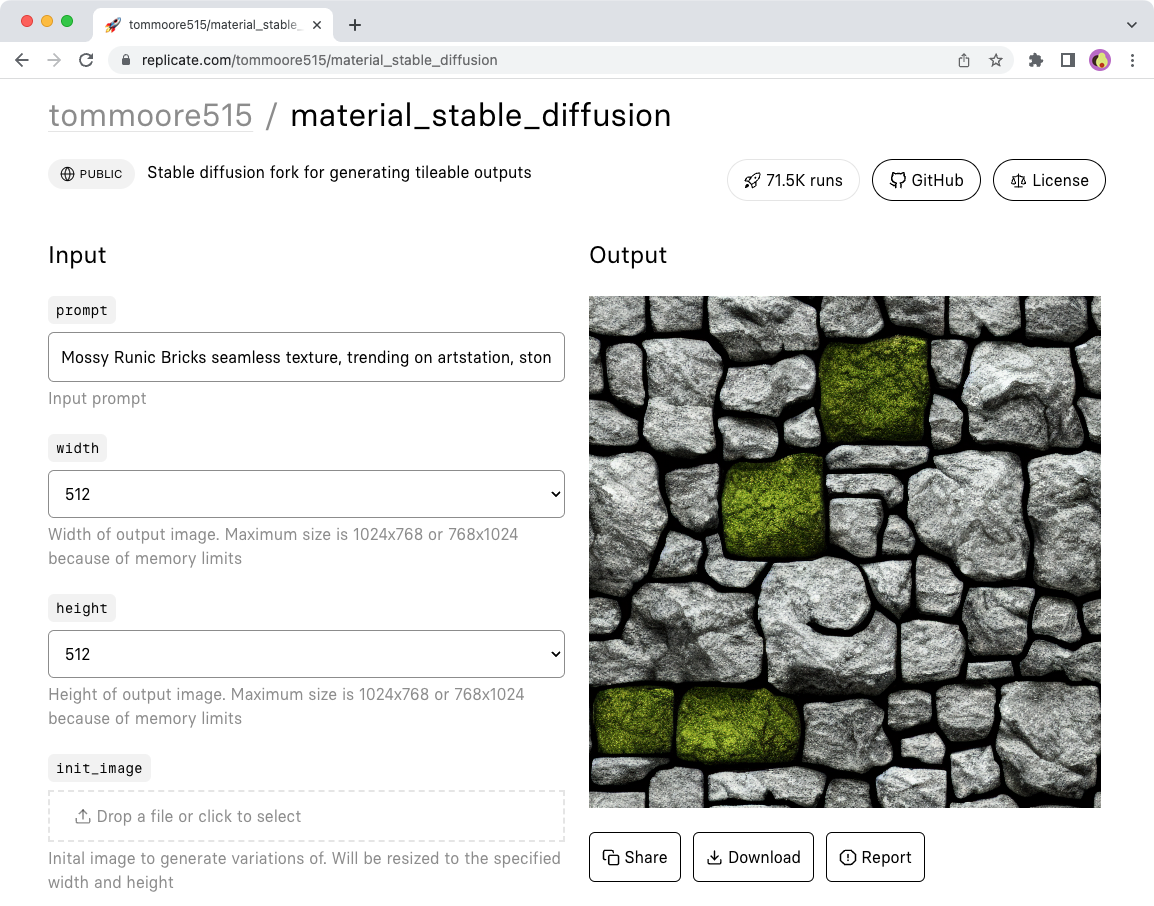 tommoore515/material_stable_
replicate.com/tommoore515/material_stable_diffusion
tommoore515 / material_stable_diffusion
PUBLIC
Stable diffusion fork for generating tileable outputs
71.5K runs
GitHub
License
Input
prompt
Mossy Runic Bricks seamless texture, trending on artstation, ston
Input prompt
width
512
Width of output image. Maximum size is 1024x768 or 768x1024
because of memory limits
height
512
Height of output image. Maximum size is 1024x768 or 768x1024
because of memory limits
init_image
Drop a file or click to select
Inital image to generate variations of. Will be resized to the specified
width and height
Output
Share
Download
Report